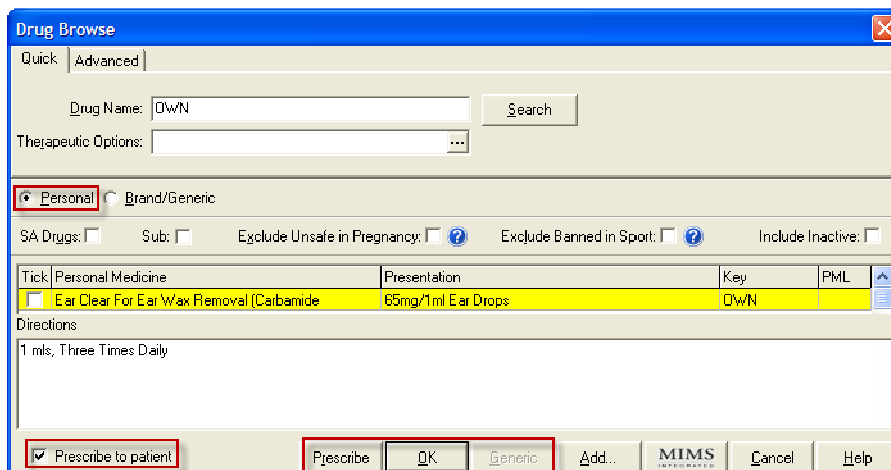 Drug Browse
Quick Advanced
Drug Name: OWN Search
Therapeutic Options: ...
Personal Brand/Generic
SA Drugs: Sub: Exclude Unsafe in Pregnancy: ? Exclude Banned in Sport: ? Include Inactive:
Tick Personal Medicine Presentation Key PML
Ear Clear For Ear Wax Removal (Carbamide 65mg/1ml Ear Drops OWN
Directions
1 mls, Three Times Daily
Prescribe to patient Prescribe OK Generic Add... MIMS INTEGRATED Cancel Help